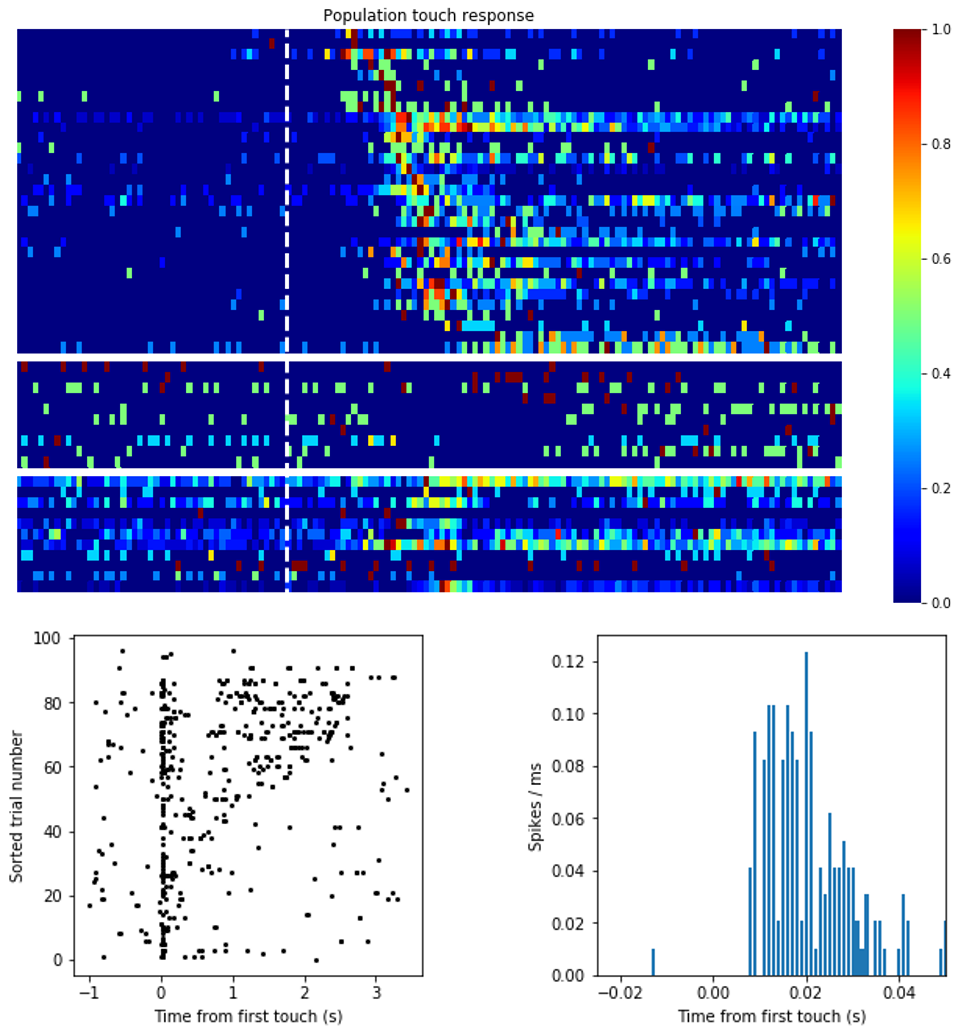 Population touch response
1.0
0.8
0.6
0.4
0.2
0.0
Sorted trial number
100
80
60
40
20
0
−1 0 1 2 3
Time from first touch (s)
Spikes / ms
0.12
0.10
0.08
0.06
0.04
0.02
0.00
−0.02 0.00 0.02 0.04
Time from first touch (s)